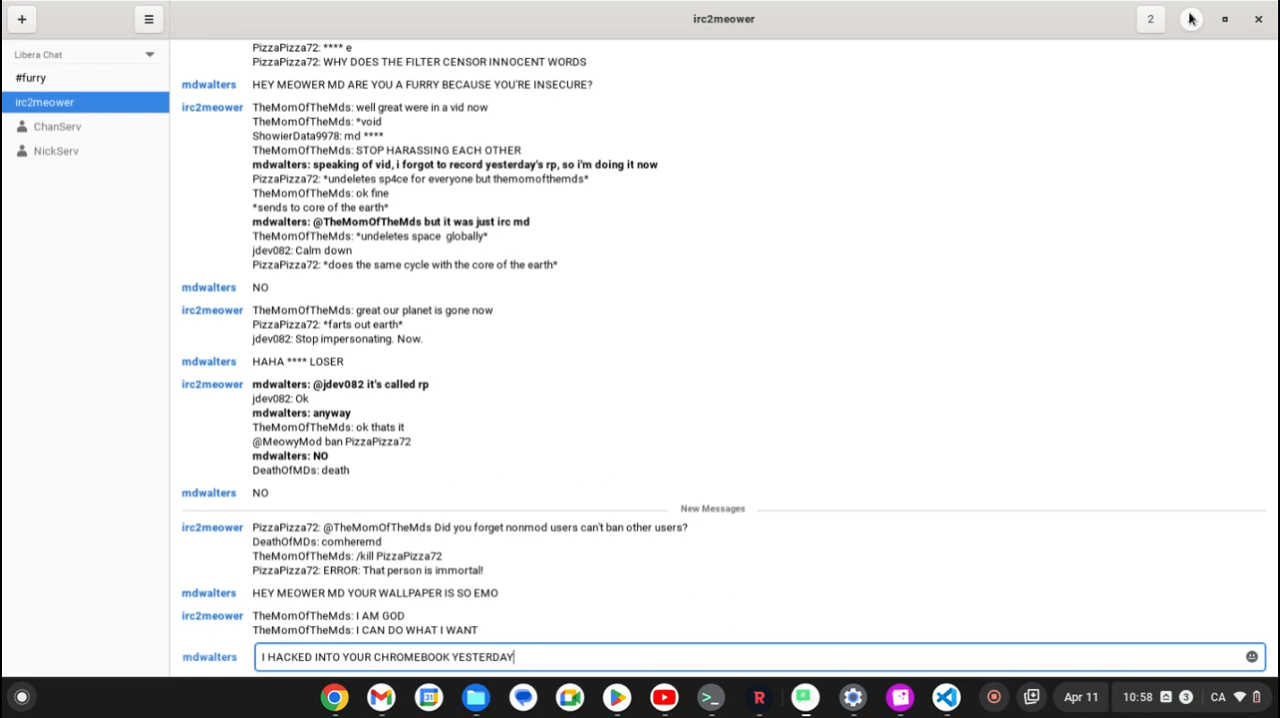 irc2meower
2
Libera Chat
#furry
irc2meower
ChanServ
NickServ
PizzaPizza72: **** e
PizzaPizza72: WHY DOES THE FILTER CENSOR INNOCENT WORDS
mdwalters HEY MEOWER MD ARE YOU A FURRY BECAUSE YOU'RE INSECURE?
irc2meower TheMomOfTheMds: well great were in a vid now
TheMomOfTheMds: *void
ShowierData9978: md ****
TheMomOfTheMds: STOP HARASSING EACH OTHER
mdwalters: speaking of vid, i forgot to record yesterday's rp, so i'm doing it now
PizzaPizza72: *undeletes sp4ce for everyone but themomofthemds*
TheMomOfTheMds: ok fine
*sends to core of the earth*
mdwalters: @TheMomOfTheMds but it was just irc md
TheMomOfTheMds: *undeletes space globally*
jdev082: Calm down
PizzaPizza72: *does the same cycle with the core of the earth*
mdwalters NO
irc2meower TheMomOfTheMds: great our planet is gone now
PizzaPizza72: *farts out earth*
jdev082: Stop impersonating. Now.
mdwalters HAHA **** LOSER
irc2meower mdwalters: @jdev082 it's called rp
jdev082: Ok
mdwalters: anyway
TheMomOfTheMds: ok thats it
@MeowyMod ban PizzaPizza72
mdwalters: NO
DeathOfMDs: death
mdwalters NO
New Messages
irc2meower PizzaPizza72: @TheMomOfTheMds Did you forget nonmod users can't ban other users?
DeathOfMDs: comheremd
TheMomOfTheMds: /kill PizzaPizza72
PizzaPizza72: ERROR: That person is immortal!
mdwalters HEY MEOWER MD YOUR WALLPAPER IS SO EMO
irc2meower TheMomOfTheMds: I AM GOD
TheMomOfTheMds: I CAN DO WHAT I WANT
mdwalters I HACKED INTO YOUR CHROMEBOOK YESTERDAY
31 R Apr 11 10:58 3 CA